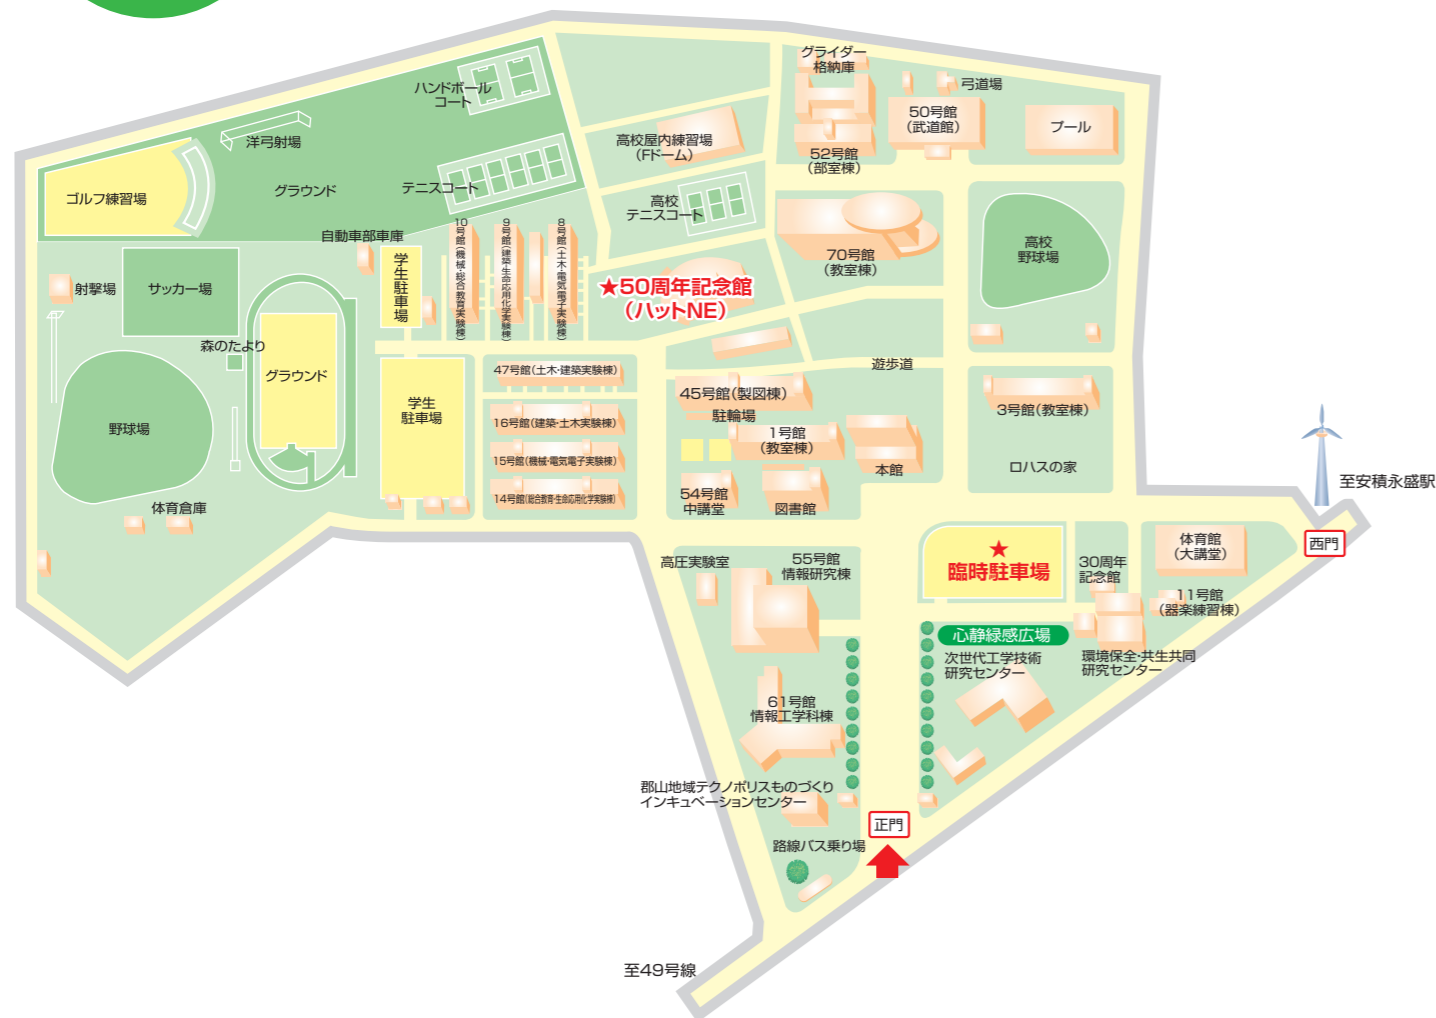 グライダー
格納庫
弓道場
50号館
(武道館)
プール
52号館
(部室棟)
ハンドボール
コート
洋弓射場
高校屋内練習場
(Fドーム)
ゴルフ練習場
グラウンド
テニスコート
高校
テニスコート
自動車部車庫
学生駐車場
10号館(機械・総合教育実験棟)
9号館(建築・生命応用化学実験棟)
8号館(土木・電気電子実験棟)
70号館
(教室棟)
高校
野球場
射撃場
サッカー場
★50周年記念館
(ハットNE)
森のたより
グラウンド
遊歩道
47号館(土木・建築実験棟)
45号館(製図棟)
3号館(教室棟)
学生
駐車場
野球場
16号館(建築・土木実験棟)
駐輪場
1号館
(教室棟)
本館
15号館(機械・電気電子実験棟)
ロハスの家
14号館(総合教育・生命応用化学実験棟)
54号館
中講堂
図書館
体育倉庫
至安積永盛駅
西門
体育館
(大講堂)
高圧実験室
55号館
情報研究棟
★
臨時駐車場
30周年
記念館
11号館
(器楽練習棟)
心静緑感広場
次世代工学技術
研究センター
環境保全・共生共同
研究センター
61号館
情報工学科棟
郡山地域テクノポリスものづくり
インキュベーションセンター
正門
路線バス乗り場
至49号線